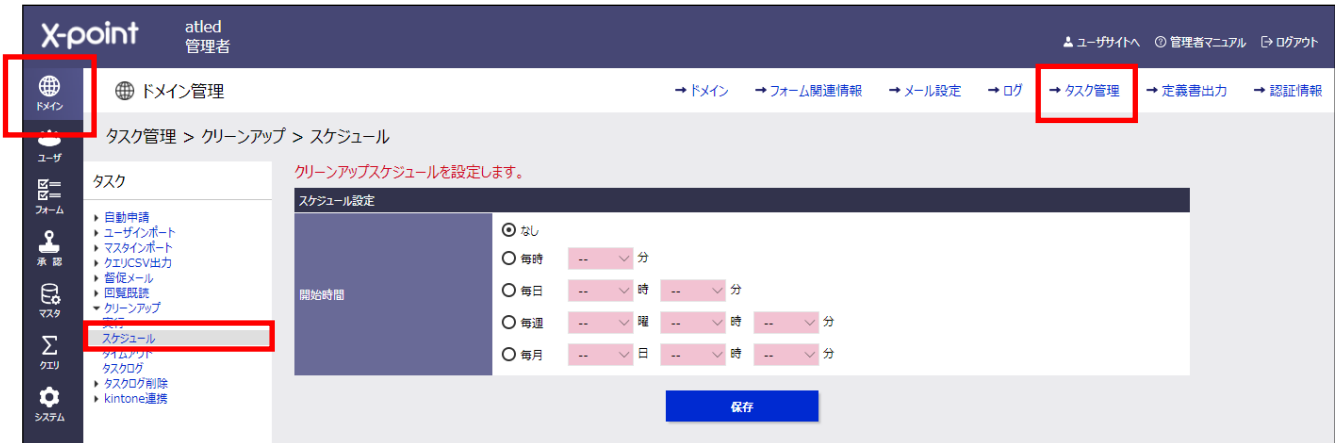 X-point
atled
管理者
ユーザサイトへ
管理者マニュアル
ログアウト
ドメイン
ドメイン管理
→ ドメイン
→ フォーム関連情報
→ メール設定
→ ログ
→ タスク管理
→ 定義書出力
→ 認証情報
ユーザ
フォーム
承認
マスタ
クエリ
システム
タスク管理 > クリーンアップ > スケジュール
タスク
自動申請
ユーザインポート
マスタインポート
クエリCSV出力
督促メール
回覧既読
クリーンアップ
実行
スケジュール
タイムアウト
タスクログ
タスクログ削除
kintone連携
クリーンアップスケジュールを設定します。
スケジュール設定
開始時間
なし
毎時 -- 分
毎日 -- 時 -- 分
毎週 -- 曜 -- 時 -- 分
毎月 -- 日 -- 時 -- 分
保存